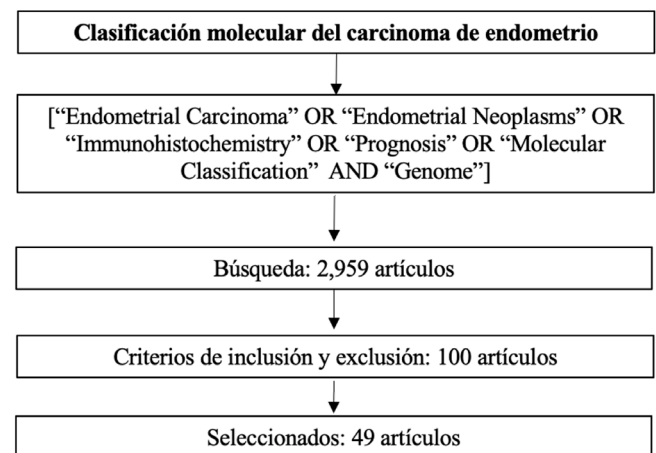 Clasificación molecular del carcinoma de endometrio
[“Endometrial Carcinoma” OR “Endometrial Neoplasms” OR
“Immunohistochemistry” OR “Prognosis” OR “Molecular
Classification” AND “Genome”]
Búsqueda: 2,959 artículos
Criterios de inclusión y exclusión: 100 artículos
Seleccionados: 49 artículos